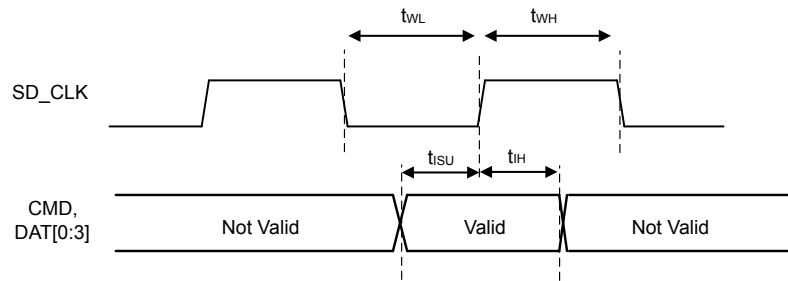 tWL
tWH
SD_CLK
tISU
tIH
CMD,
DAT[0:3]
Not Valid
Valid
Not Valid